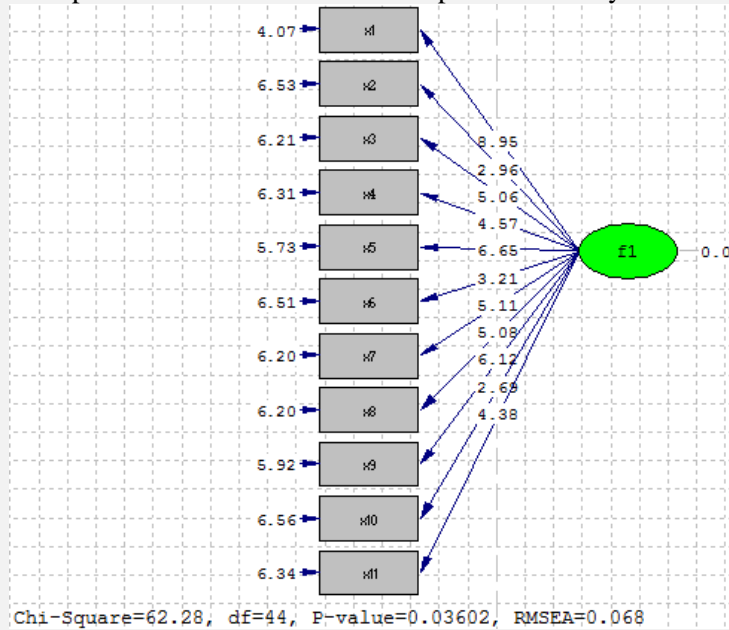 4.07 x1
6.53 x2
6.21 x3
6.31 x4
5.73 x5
6.51 x6
6.20 x7
6.20 x8
5.92 x9
6.56 x10
6.34 x11
8.95
2.96
5.06
4.57
6.65
3.21
5.11
5.08
6.12
2.69
4.38
f1 0.0
Chi-Square=62.28, df=44, P-value=0.03602, RMSEA=0.068